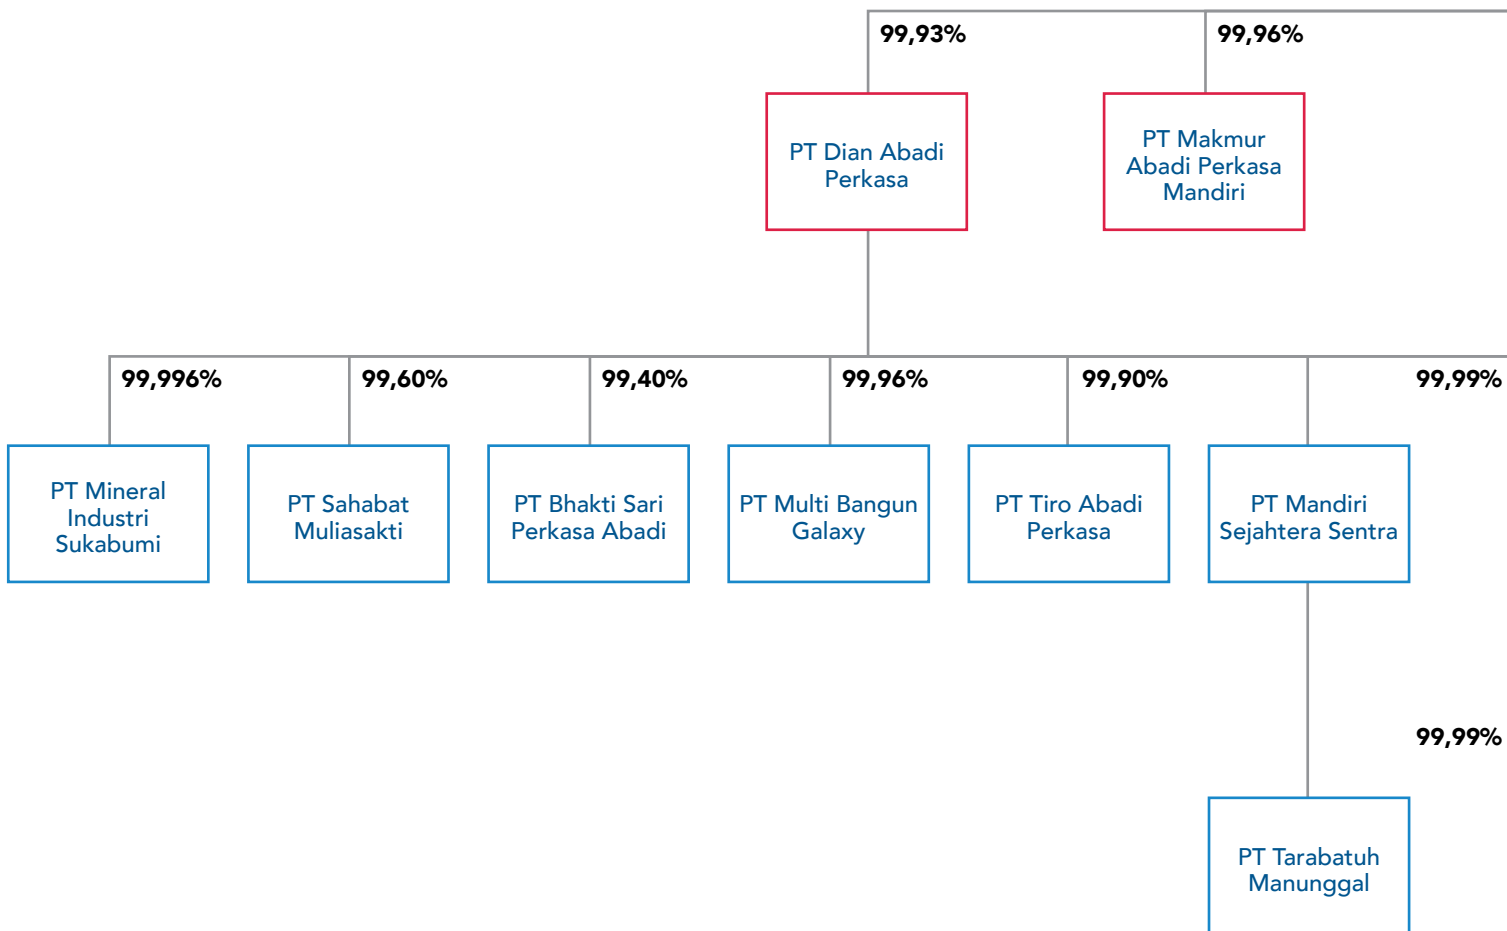 99,93%
99,96%
PT Dian Abadi
Perkasa
PT Makmur
Abadi Perkasa
Mandiri
99,996%
99,60%
99,40%
99,96%
99,90%
99,99%
PT Mineral
Industri
Sukabumi
PT Sahabat
Muliasakti
PT Bhakti Sari
Perkasa Abadi
PT Multi Bangun
Galaxy
PT Tiro Abadi
Perkasa
PT Mandiri
Sejahtera Sentra
99,99%
PT Tarabatuh
Manunggal